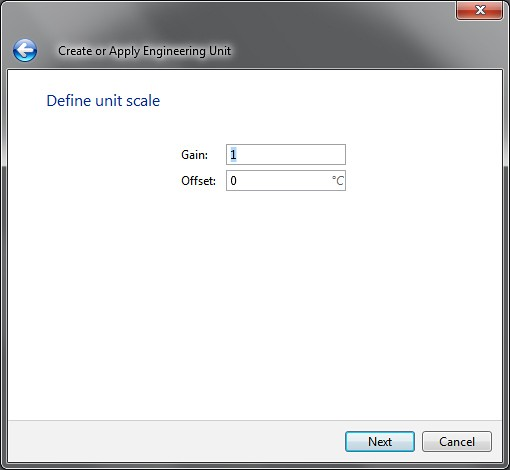 Create or Apply Engineering Unit
Define unit scale
Gain: 1
Offset: 0 °C
Next Cancel